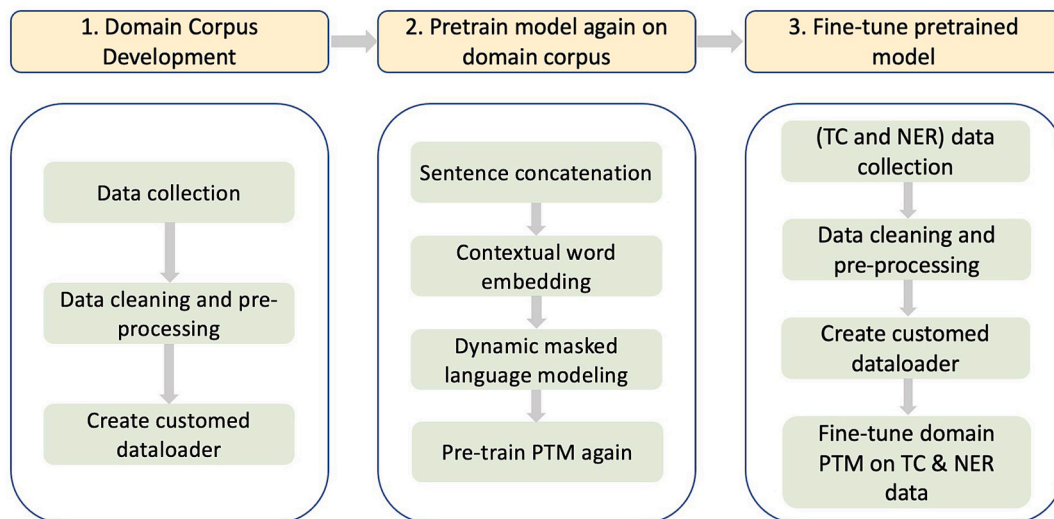 1. Domain Corpus
Development
2. Pretrain model again on
domain corpus
3. Fine-tune pretrained
model
Data collection
Data cleaning and pre-
processing
Create customed
dataloader
Sentence concatenation
Contextual word
embedding
Dynamic masked
language modeling
Pre-train PTM again
(TC and NER) data
collection
Data cleaning and
pre-processing
Create customed
dataloader
Fine-tune domain
PTM on TC & NER
data